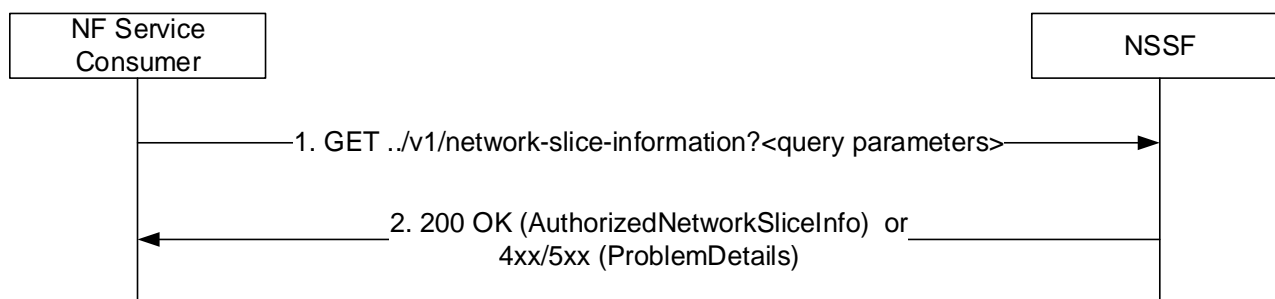 NF Service
Consumer
NSSF
1. GET ../v1/network-slice-information?<query parameters>
2. 200 OK (AuthorizedNetworkSliceInfo) or
4xx/5xx (ProblemDetails)